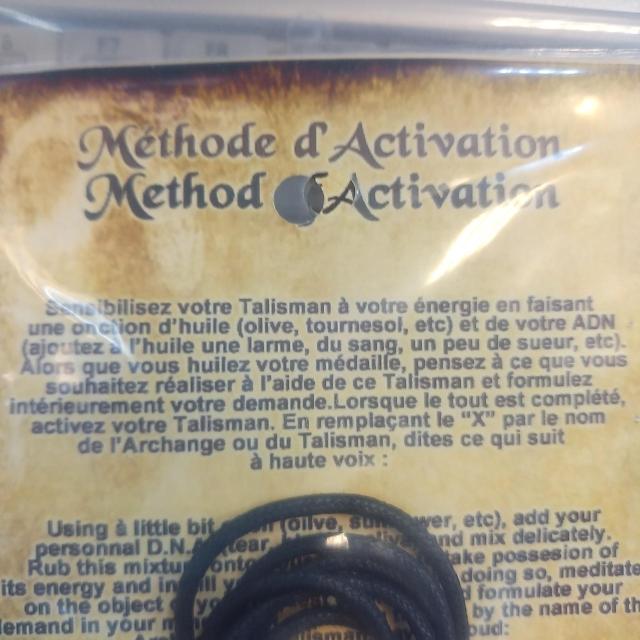 Méthode d'Activation
Method Activation
Sensibilisez votre Talisman à votre énergie en faisant
une onction d'huile (olive, tournesol, etc) et de votre ADN
(ajoutez à l'huile une larme, du sang, un peu de sueur, etc).
Alors que vous huilez votre médaille, pensez à ce que vous
souhaitez réaliser à l'aide de ce Talisman et formulez
intérieurement votre demande.Lorsque le tout est complété,
activez votre Talisman. En remplaçant le "X" par le nom
de l'Archange ou du Talisman, dites ce qui suit
à haute voix :
Using à little bit (olive, etc), add your
personnal D.N.A and mix delicately.
Rub this mixtu take possesion of
its energy and in doing so, meditate
on the object formulate your
demand in your by the name of th